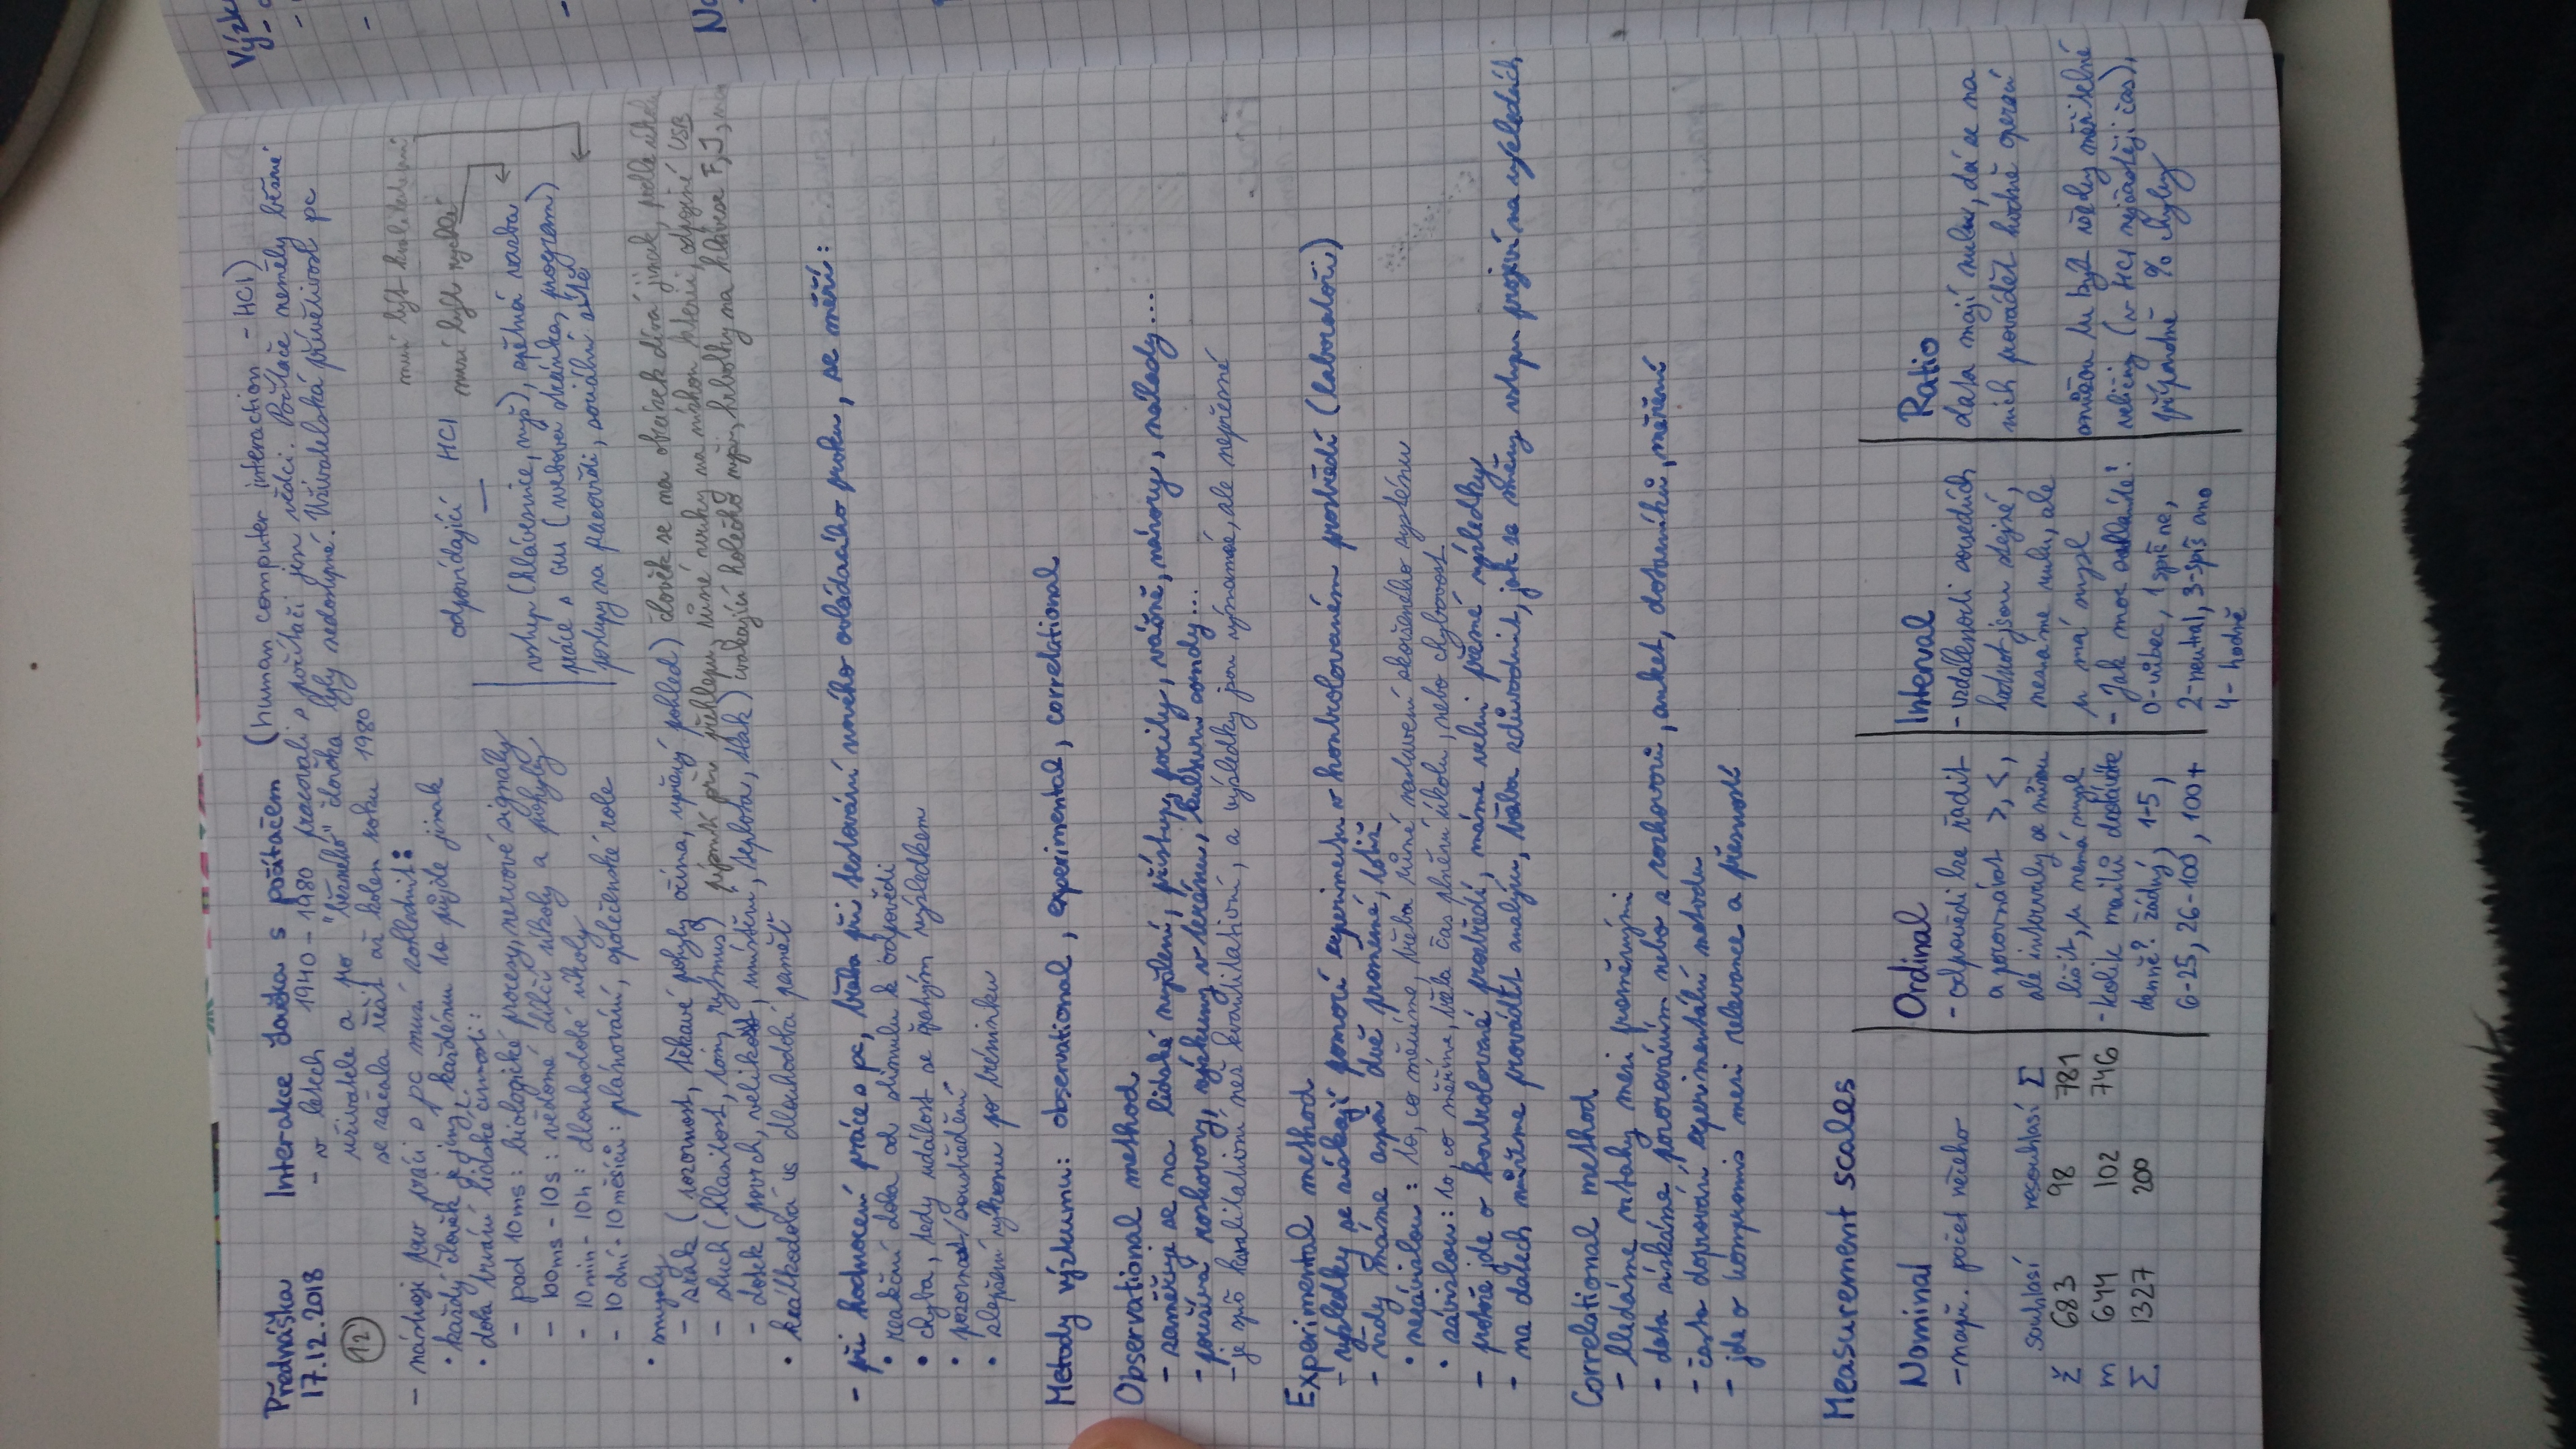 Přednáška Interakce člověka s počítačem (human computer interaction - HCI)
17.12.2018 - v letech 1940 - 1980 pracovali s počítači jen vědci. Počítače neměly běžné
12 uživatele a pro "běžného" člověka byly nedostupné. Uživatelská přívětivost pc
se začala řešit až kolem roku 1980
- nástroje pro práci s pc musí zohlednit:
• každý člověk je jiný, každému to půjde jinak
• doba trvání lidské činnosti:
- pod 10ms: biologické procesy, nervové signály
- 100ms - 10s: vědomé dílčí úkoly a pohyby
- 10min - 10h: dlouhodobé úkoly
- 10dní - 10měsíců: plánování, společenské role
musí být kvalitativní
odpovídající HCI musí být rychlé
—
vstup (klávesnice, myš), zpětná vazba
práce s GUI (webová stránka, program)
postupy na pracovišti, sociální sítě
• smysly
- zrak (pozornost, těkavé pohyby očima, upřený pohled) člověk se na obrázek dívá jinak, podle úkolu
- sluch (hlasitost, tón, rytmus) pípnutí při překlepu, různé zvuky na nízkou baterii, odpojené USB
- dotek (povrch, velikost, umístění, teplota, tlak) cvakající kolečko myši, hrbolky na klávese F, J,
• krátkodobá vs dlouhodobá paměť
- při hodnocení práce s pc, třeba při testování nového ovládacího prvku, se měří:
• reakční doba od stimulu k odpovědi
• chyba, tedy událost se špatným výsledkem
• pozornost/soustředění
• zlepšení výkonu po tréninku
Metody výzkumu: observational, experimental, correlational
Observational method
- zaměřuje se na lidské myšlení, přístup, pocity, vášně, názory, nálady...
- používá rozhovory, výzkumy v terénu, kulturní sondy...
- je spíš kvalitativní než kvantitativní, a výsledky jsou významné, ale nepřesné
Experimental method
- výsledky se získají pomocí experimentu v kontrolovaném prostředí (laboratoři)
- vždy máme aspň dvě proměnné, totiž
• nezávislou: to, co měníme, třeba různé nastavení zkoušeného systému
• závislou: to, co měříme, třeba čas plnění úkolu, nebo chybovost
- protože jde o kontrolované prostředí, máme velmi přesné výsledky
- na datech můžeme provádět analýzu, třeba zdůvodnit, jak se změny vstupu projeví na výsledcích
Correlational method
- hledáme vztahy mezi proměnnými
- data získáme pozorováním nebo z rozhovorů, anket, dotazníků, měření
- často doprovází experimentální metodu
- jde o kompromis mezi relevance a přesností
Measurement scales
Nominal
- např. počet něčeho
souhlasí nesouhlasí Σ
ž 683 98 781
m 644 102 746
Σ 1327 200
Ordinal
- odpovědi lze řadit
a porovnávat >, <,
ale intervaly se můžou
lišit, μ nemá smysl
- kolik mailů dostáváte
denně? žádný, 1-5,
6-25, 26-100, 100+
Interval
- vzdálenosti sousedních
hodnot jsou stejné,
neznáme nulu, ale
μ má smysl
- Jak moc souhlasíte?
0-vůbec, 1 spíš ne,
2-neutral, 3-spíš ano
4- hodně
Ratio
data mají nulu, dá se na
nich provádět hodně operací
můžou tu být všechny měřitelné
veličiny (v HCI nejčastěji čas),
případně % chyby